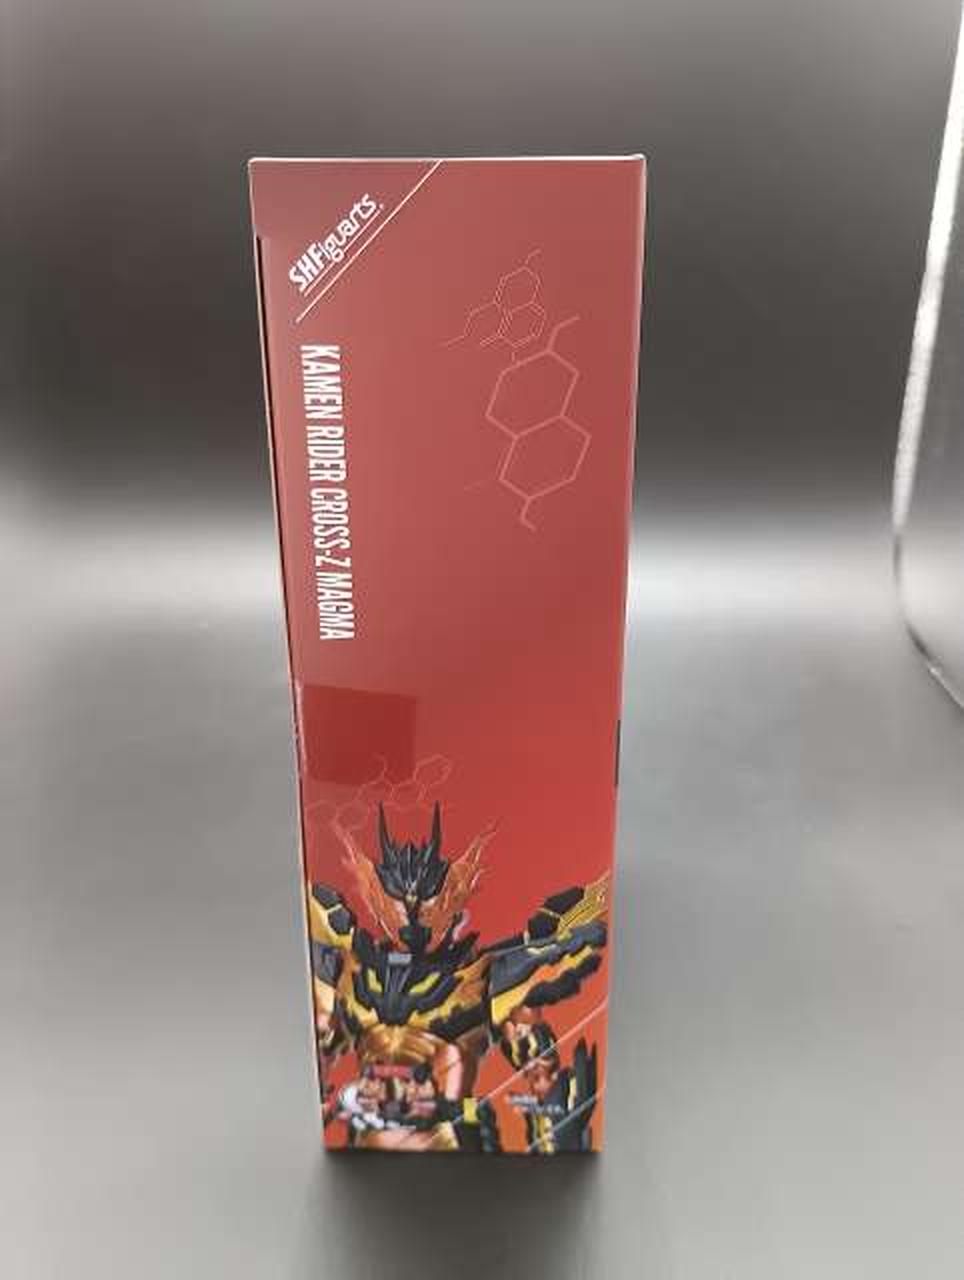 S.H.Figuarts
KAMEN RIDER CROSS-Z MAGMA